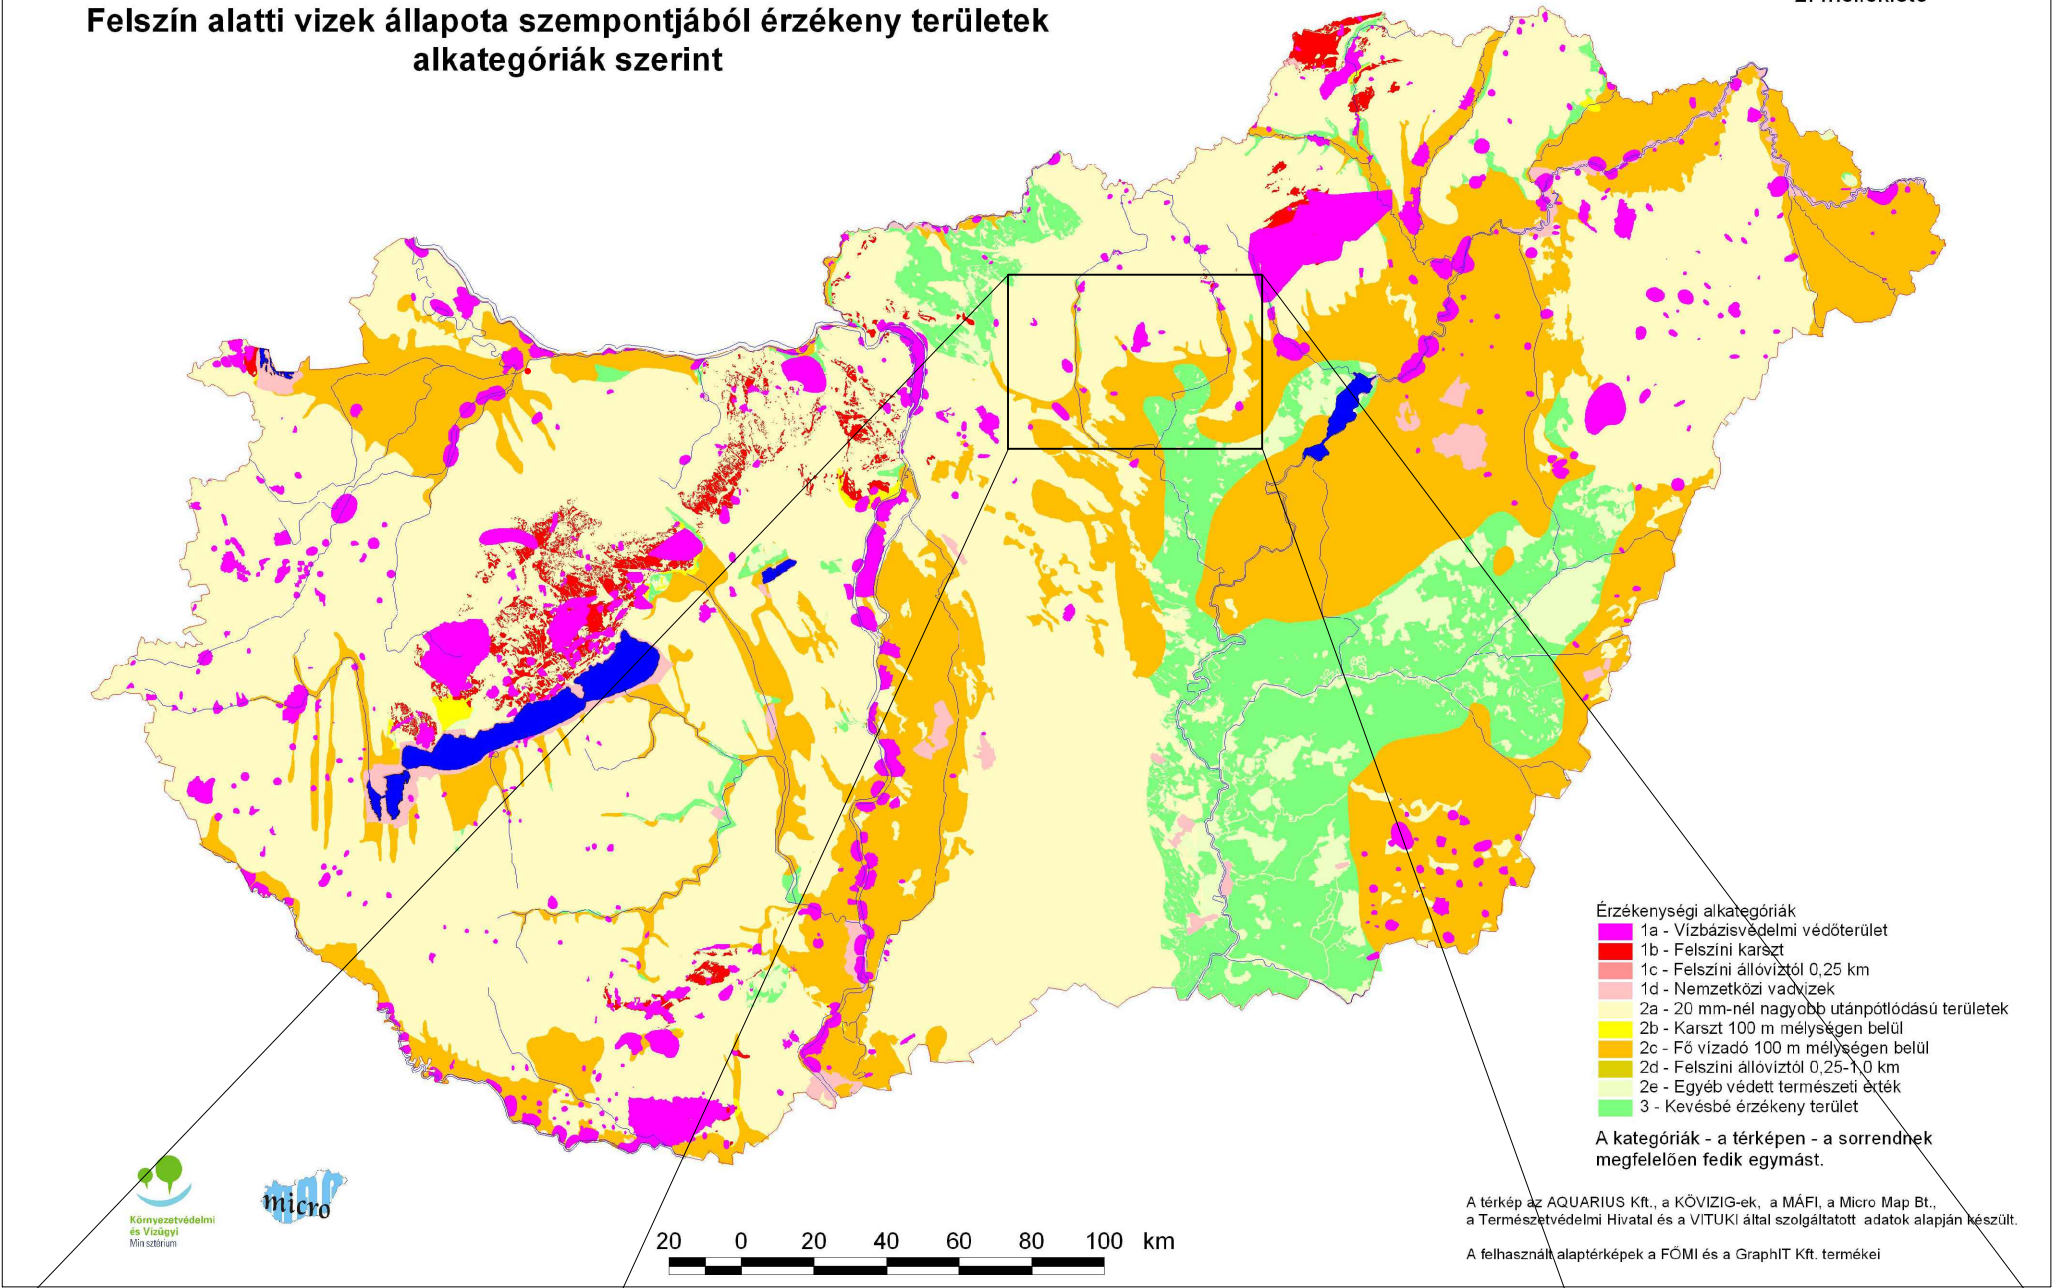 Felszín alatti vizek állapota szempontjából érzékeny területek
alkategóriák szerint
Érzékenységi alkategóriák
1a - Vízbázisvédelmi védőterület
1b - Felszíni karszt
1c - Felszíni állóvíztól 0,25 km
1d - Nemzetközi vadvizek
2a - 20 mm-nél nagyobb utánpótlódású területek
2b - Karszt 100 m mélységen belül
2c - Fő vízadó 100 m mélységen belül
2d - Felszíni állóvíztól 0,25-1,0 km
2e - Egyéb védett természeti érték
3 - Kevésbé érzékeny terület
A kategóriák - a térképen - a sorrendnek
megfelelően fedik egymást.
Környezetvédelmi
és Vízügyi
Minisztérium
micro
20 0 20 40 60 80 100 km
A térkép az AQUARIUS Kft., a KÖVIZIG-ek, a MÁFI, a Micro Map Bt.,
a Természetvédelmi Hivatal és a VITUKI által szolgáltatott adatok alapján készült.
A felhasznált alaptérképek a FÖMI és a GraphIT Kft. termékei